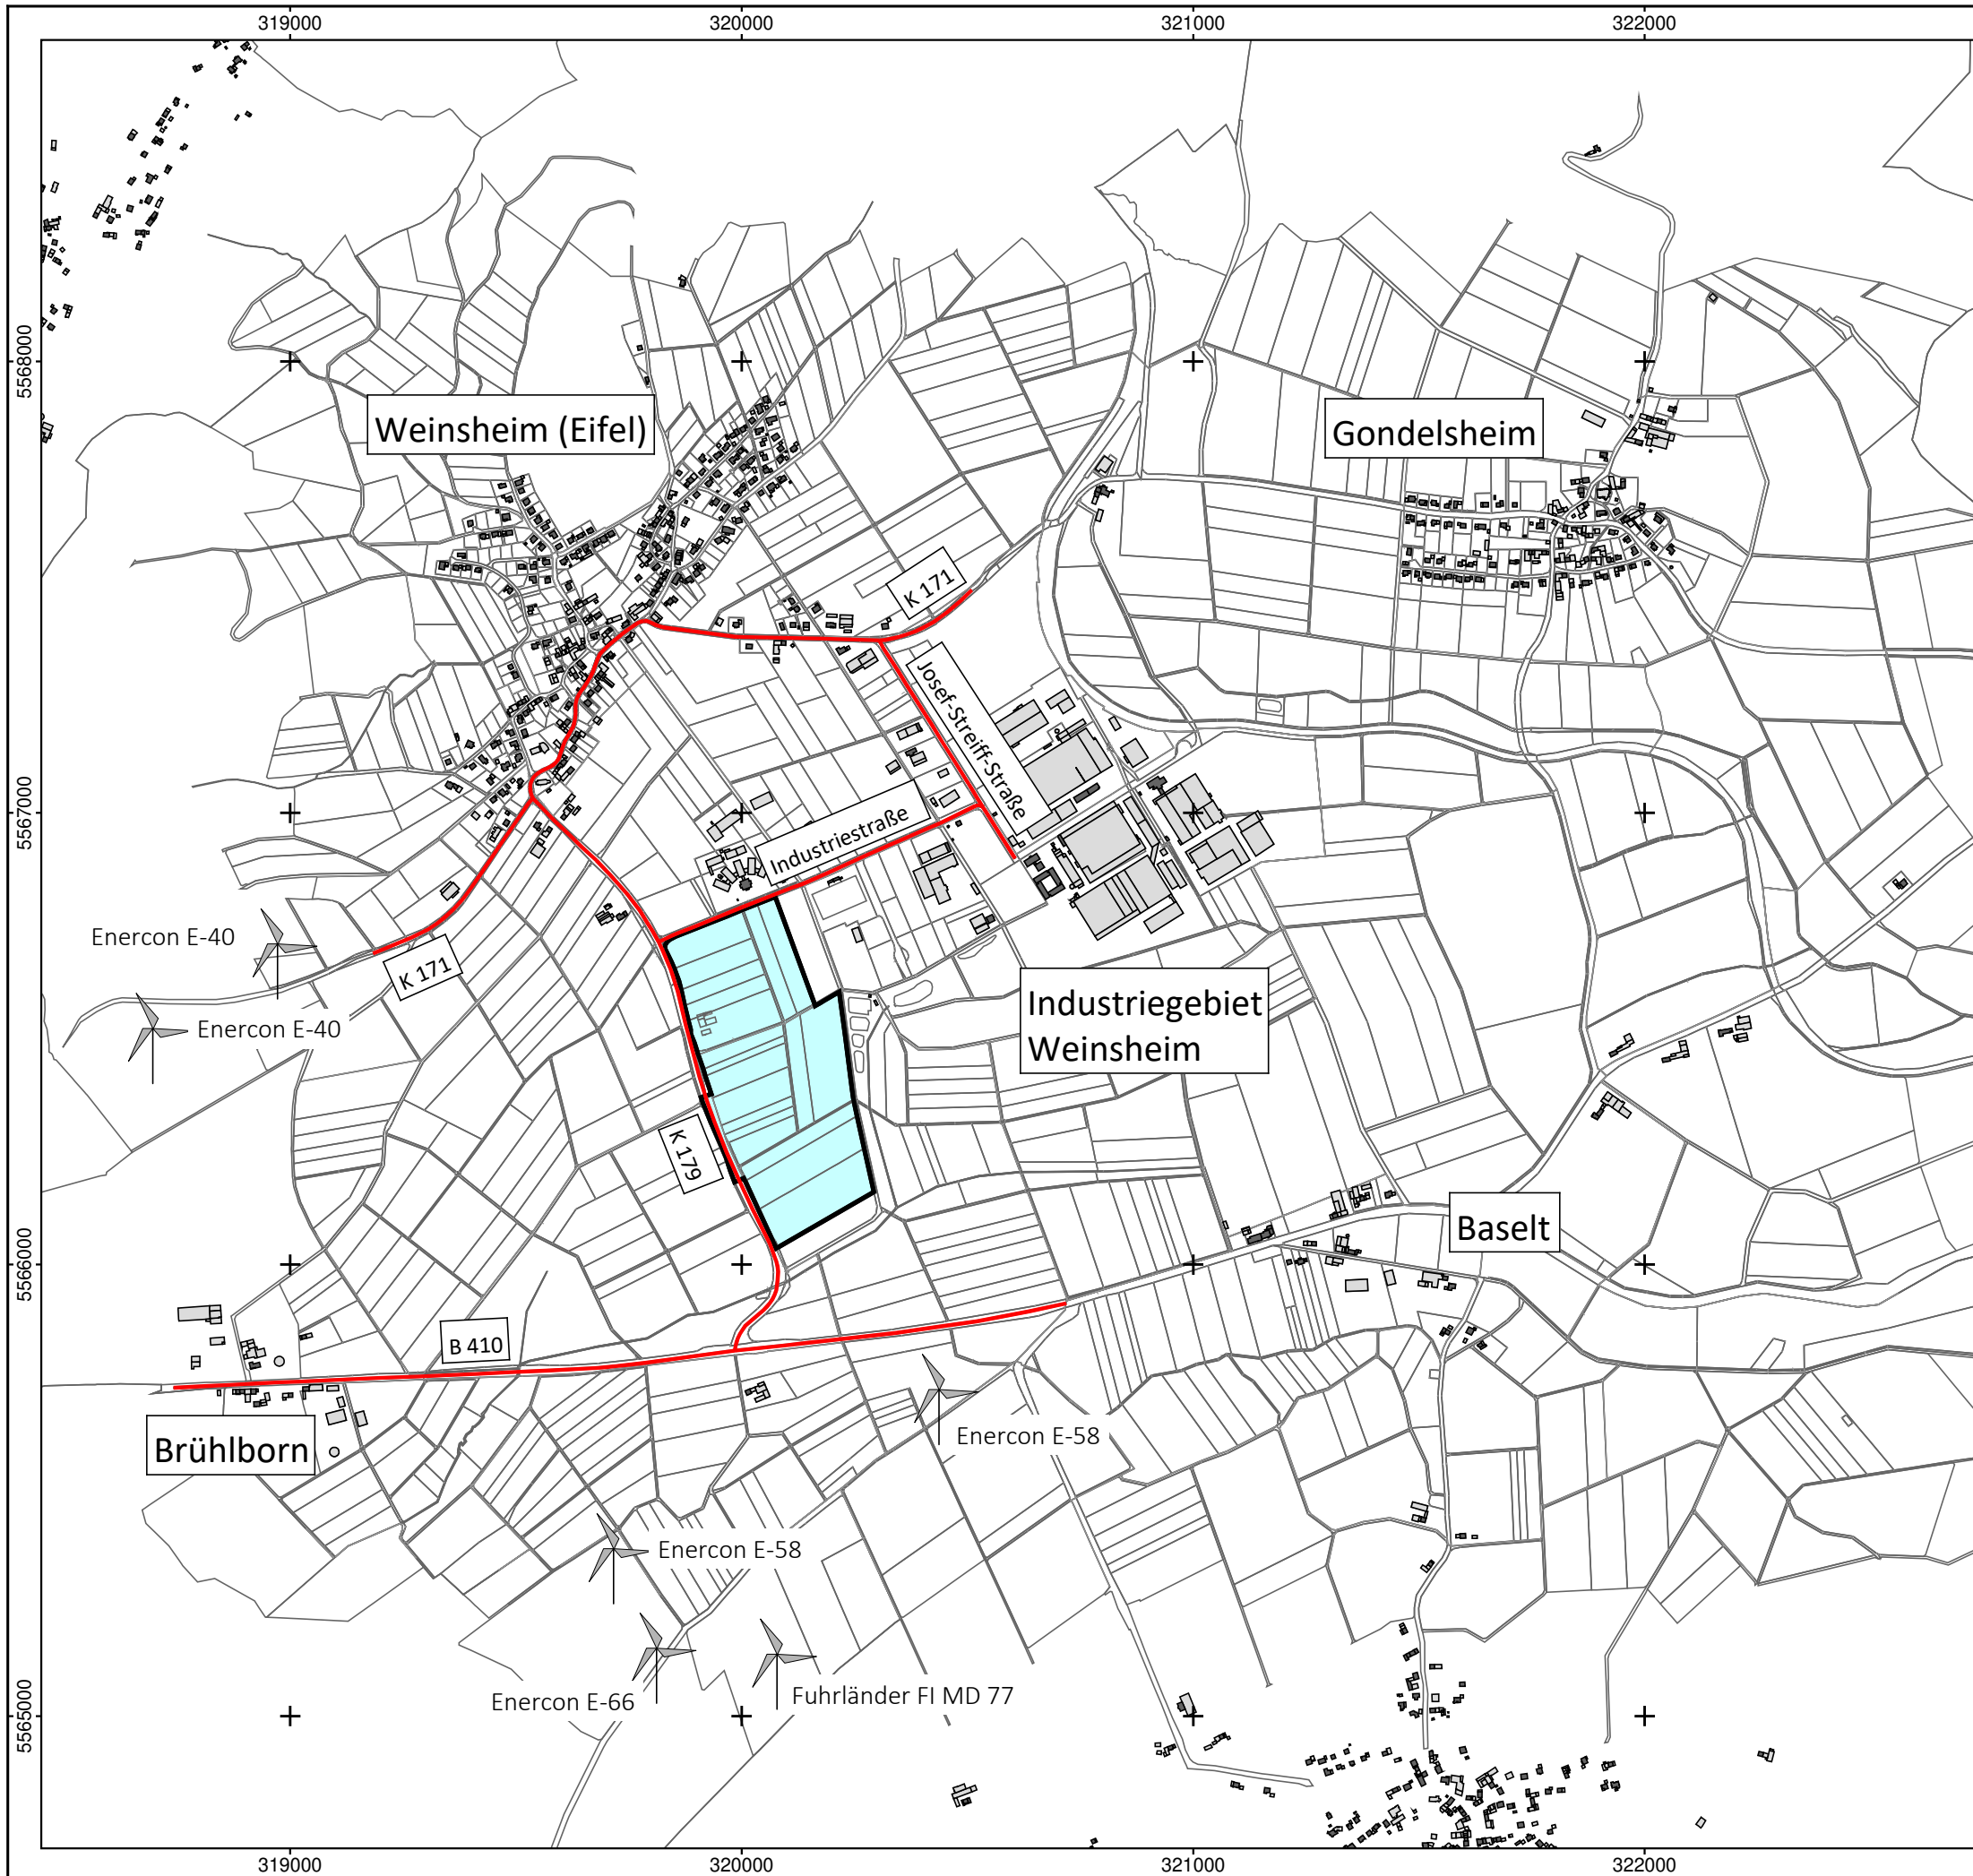 319000
320000
321000
322000
5568000
Weinsheim (Eifel)
Gondelsheim
K 171
Josef-Streiff-Straße
5567000
Industriestraße
Enercon E-40
K 171
Enercon E-40
Industriegebiet
Weinsheim
K 179
5566000
Baselt
B 410
Brühlborn
Enercon E-58
Enercon E-58
Enercon E-66
Fuhrländer FI MD 77
5565000
319000
320000
321000
322000